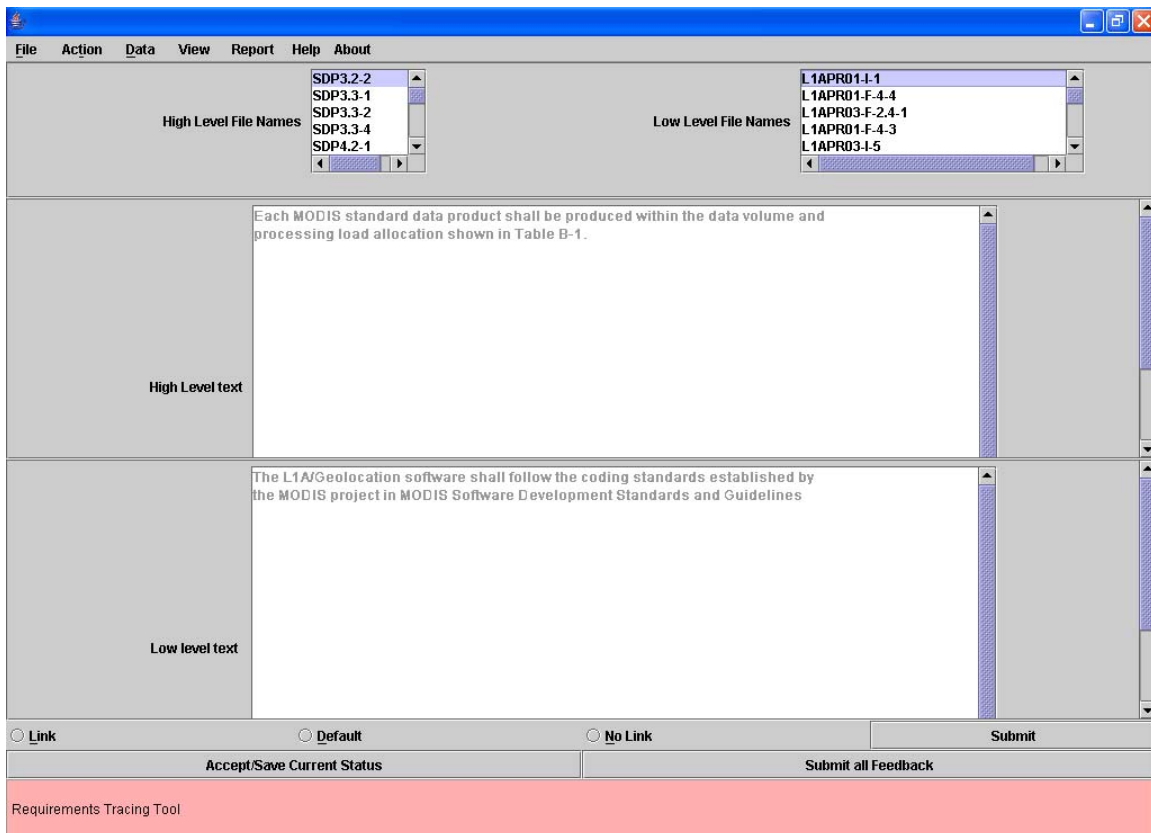 File Action Data View Report Help About
High Level File Names
SDP3.2-2
SDP3.3-1
SDP3.3-2
SDP3.3-4
SDP4.2-1
Low Level File Names
L1APR01-I-1
L1APR01-F-4-4
L1APR03-F-2.4-1
L1APR01-F-4-3
L1APR03-I-5
High Level text
Each MODIS standard data product shall be produced within the data volume and
processing load allocation shown in Table B-1.
Low level text
The L1A/Geolocation software shall follow the coding standards established by
the MODIS project in MODIS Software Development Standards and Guidelines
Link Default No Link Submit
Accept/Save Current Status Submit all Feedback
Requirements Tracing Tool